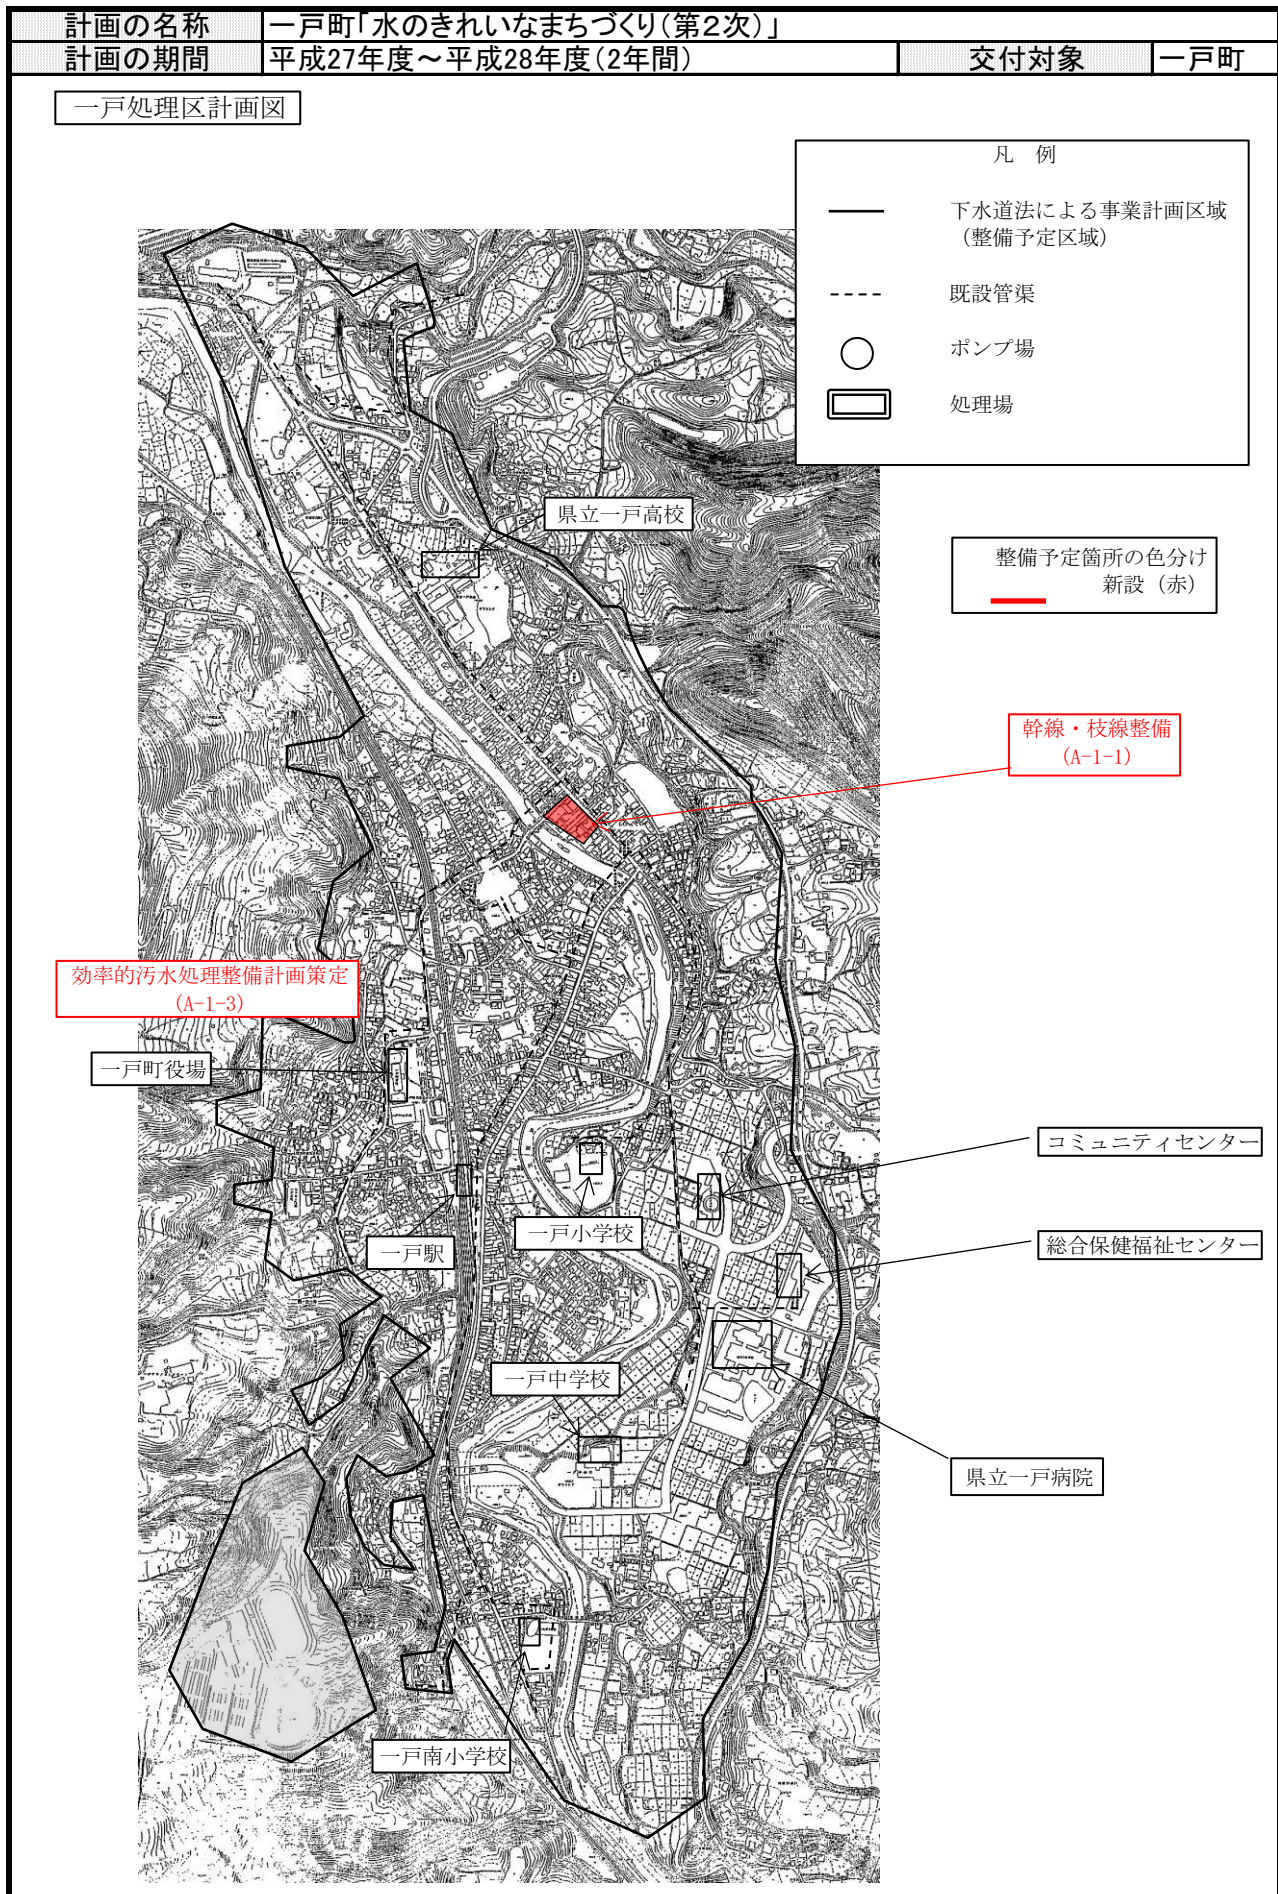 計画の名称 一戸町「水のきれいなまちづくり(第2次)」
計画の期間 平成27年度～平成28年度(2年間) 交付対象 一戸町
一戸処理区計画図
凡 例
下水道法による事業計画区域
(整備予定区域)
既設管渠
ポンプ場
処理場
県立一戸高校
整備予定箇所の色分け
新設(赤)
幹線・枝線整備
(A-1-1)
効率的汚水処理整備計画策定
(A-1-3)
一戸町役場
コミュニティセンター
一戸小学校
一戸駅
総合保健福祉センター
一戸中学校
県立一戸病院
一戸南小学校